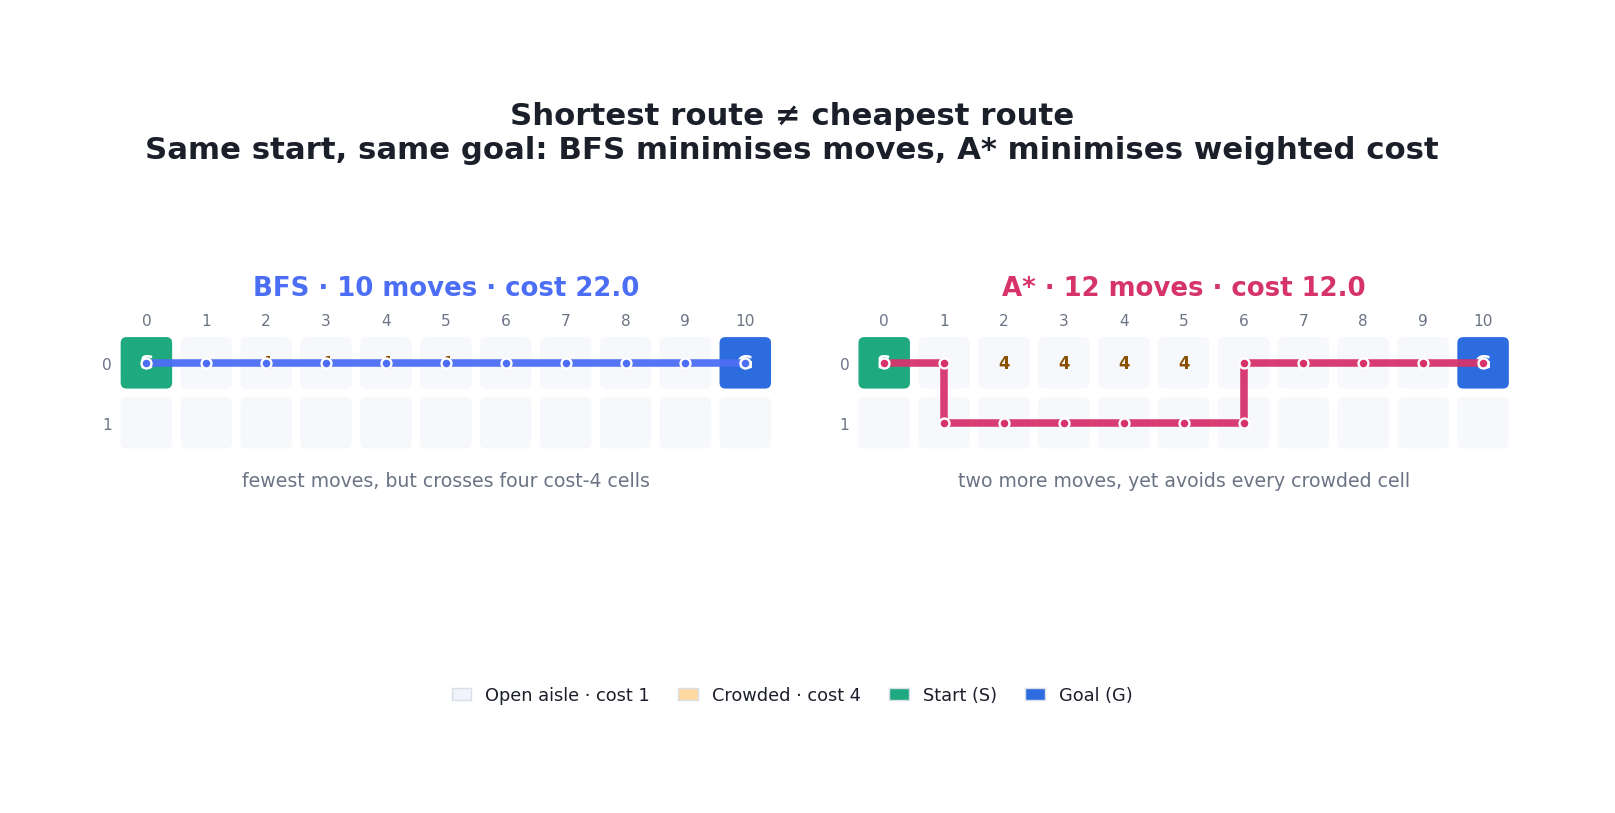 Shortest route ≠ cheapest route
Same start, same goal: BFS minimises moves, A* minimises weighted cost
BFS · 10 moves · cost 22.0
0 1 2 3 4 5 6 7 8 9 10
0
1
fewest moves, but crosses four cost-4 cells
A* · 12 moves · cost 12.0
0 1 2 3 4 5 6 7 8 9 10
0 4 4 4 4
1
two more moves, yet avoids every crowded cell
Open aisle · cost 1
Crowded · cost 4
Start (S)
Goal (G)